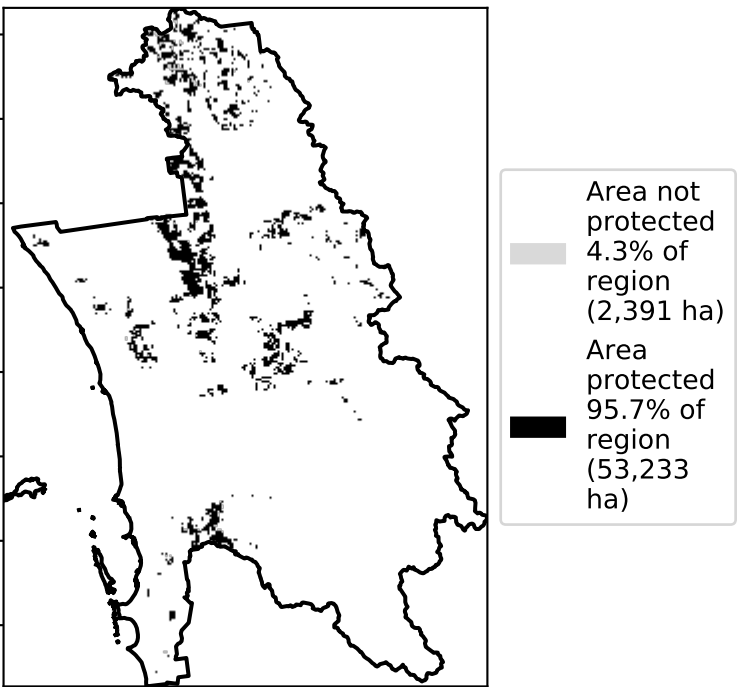 Area not
protected
4.3% of
region
(2,391 ha)
Area
protected
95.7% of
region
(53,233
ha)